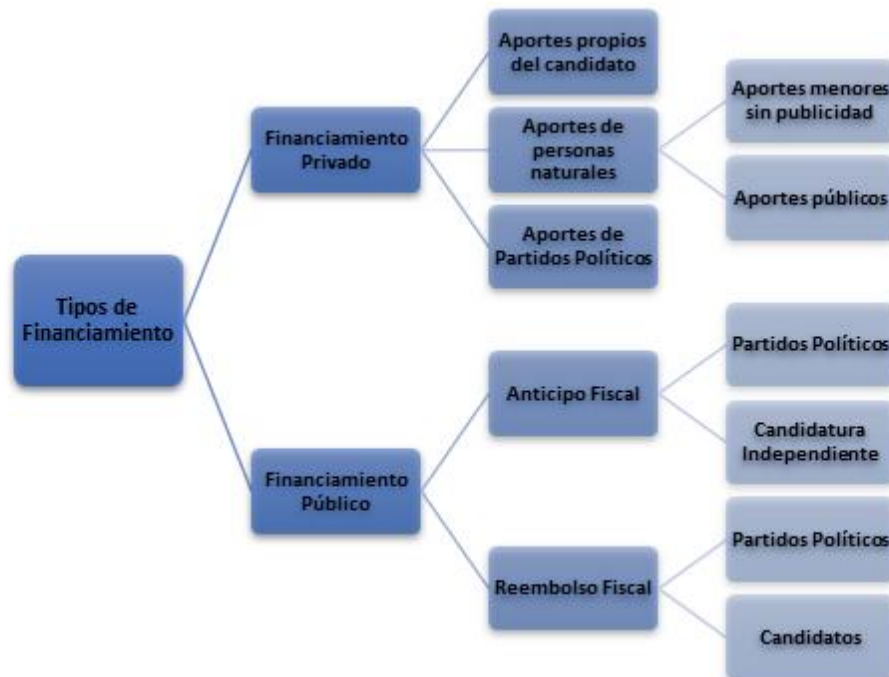 Tipos de
Financiamiento
Financiamiento
Privado
Aportes propios
del candidato
Aportes de
personas
naturales
Aportes menores
sin publicidad
Aportes públicos
Aportes de
Partidos Políticos
Financiamiento
Público
Anticipo Fiscal
Partidos Políticos
Candidatura
Independiente
Reembolso Fiscal
Partidos Políticos
Candidatos